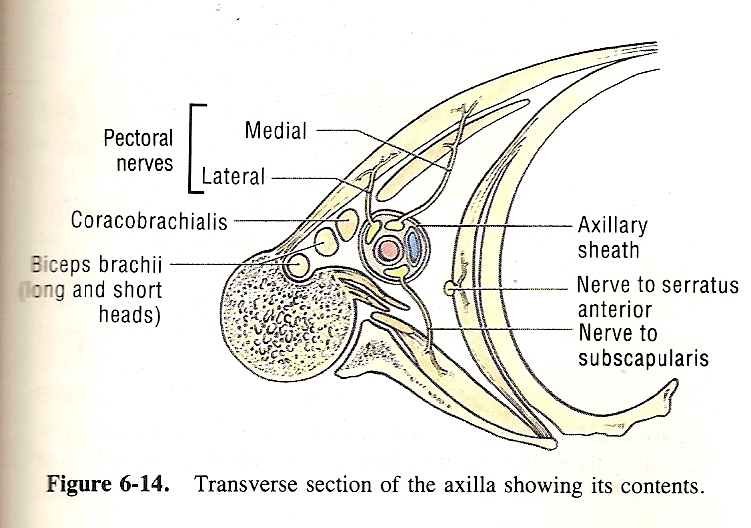 Pectoral
nerves
Medial
Lateral
Coracobrachialis
Biceps brachii
(long and short
heads)
Axillary
sheath
Nerve to serratus
anterior
Nerve to
subscapularis
Figure 6-14. Transverse section of the axilla showing its contents.